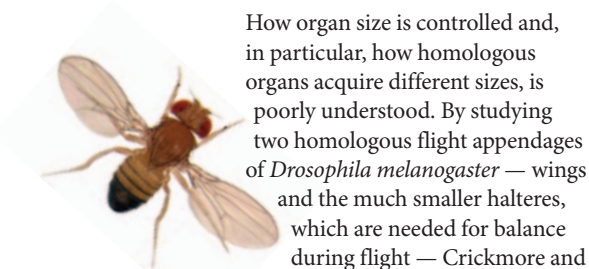 How organ size is controlled and,
in particular, how homologous
organs acquire different sizes, is
poorly understood. By studying
two homologous flight appendages
of Drosophila melanogaster — wings
and the much smaller halteres,
which are needed for balance
during flight — Crickmore and